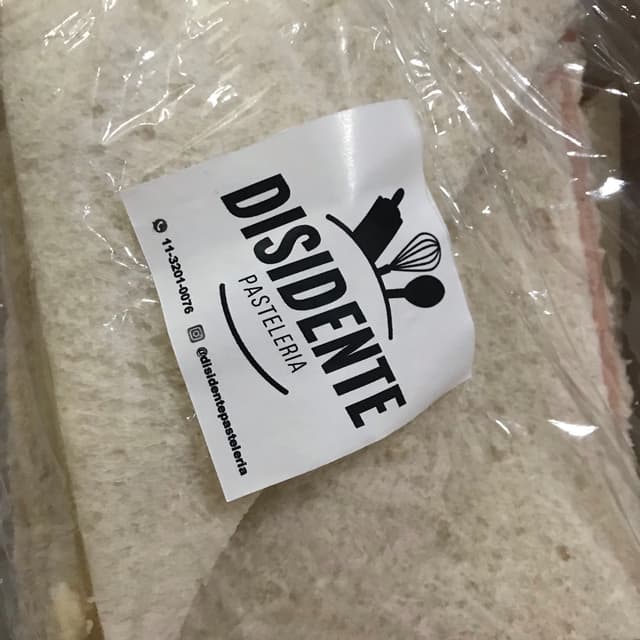 DISIDENTE
PASTELERIA
11-3201-0076
@disidentepasteleria